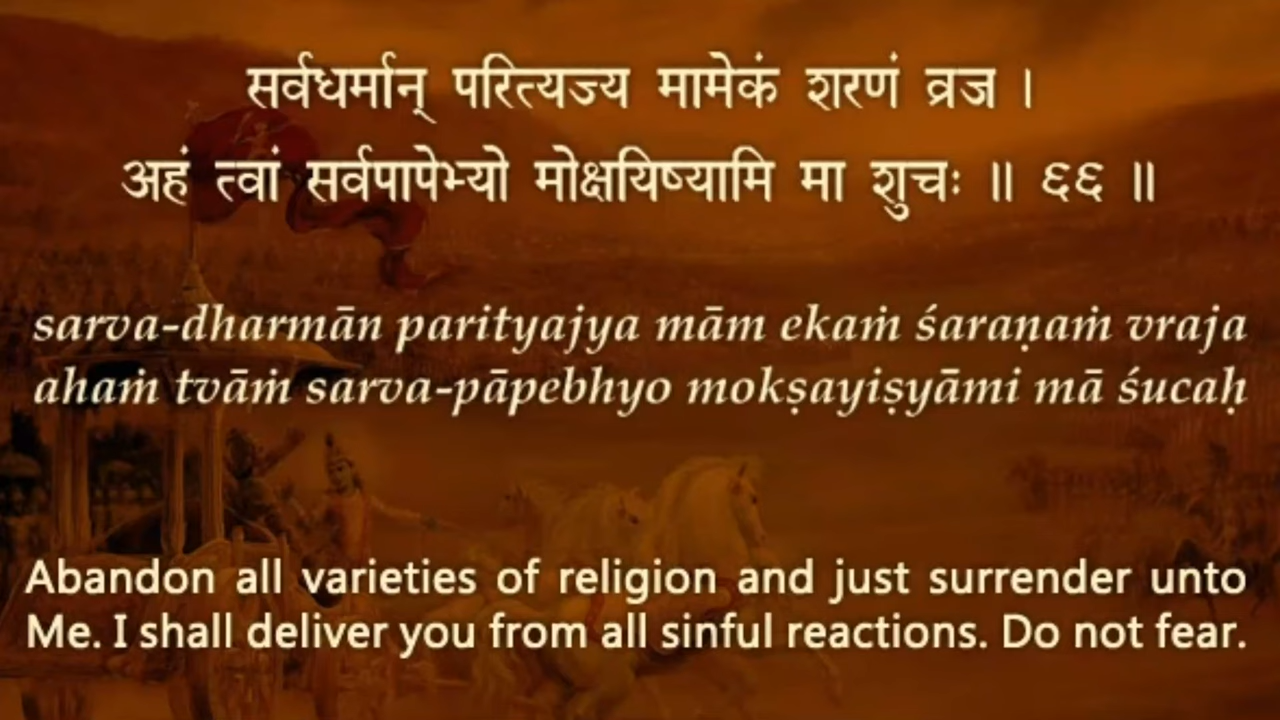 सर्वधर्मान् परित्यज्य मामेकं शरणं व्रज ।
अहं त्वां सर्वपापेभ्यो मोक्षयिष्यामि मा शुचः ॥ ६६ ॥
sarva-dharmān parityajya mām ekaṁ śaraṇaṁ vraja
ahaṁ tvāṁ sarva-pāpebhyo mokṣayiṣyāmi mā śucaḥ
Abandon all varieties of religion and just surrender unto
Me. I shall deliver you from all sinful reactions. Do not fear.